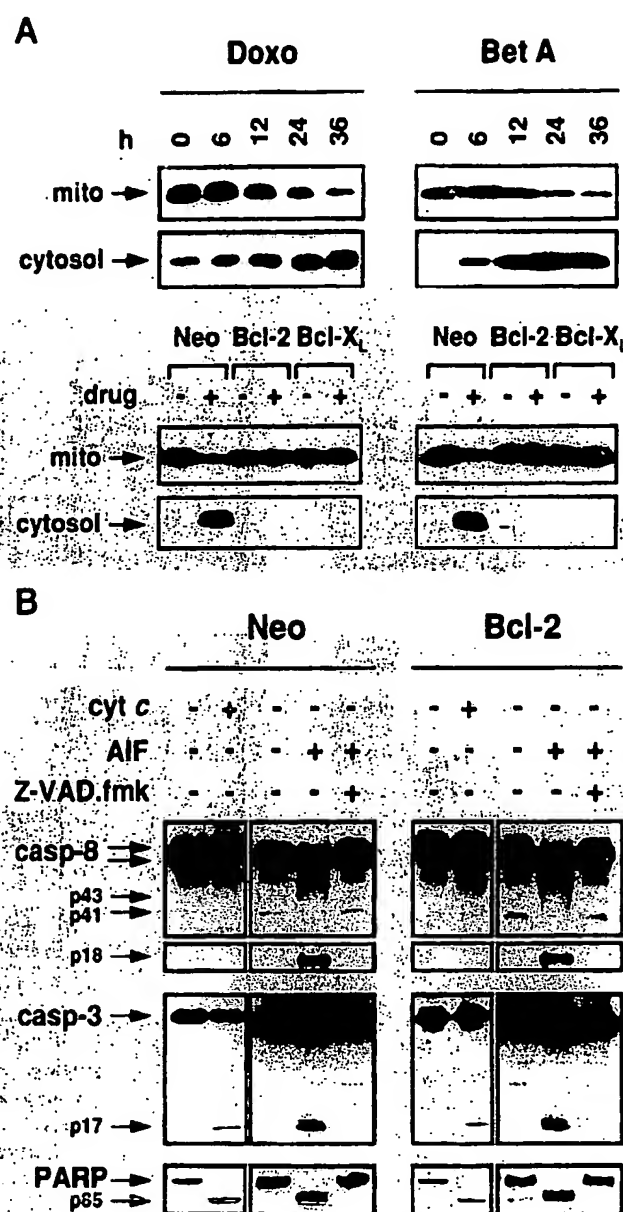 A
Doxo Bet A
h 0 6 12 24 36 0 6 12 24 36
mito
cytosol
Neo Bcl-2 Bcl-XL Neo Bcl-2 Bcl-XL
drug - + - + - + - + - + - +
mito
cytosol
B
Neo Bcl-2
cyt c - + - - - - + - - -
AIF - - - + + - - - + +
Z-VAD.fmk - - - - + - - - - +
casp-8
p43
p41
p18
casp-3
p17
PARP
p85